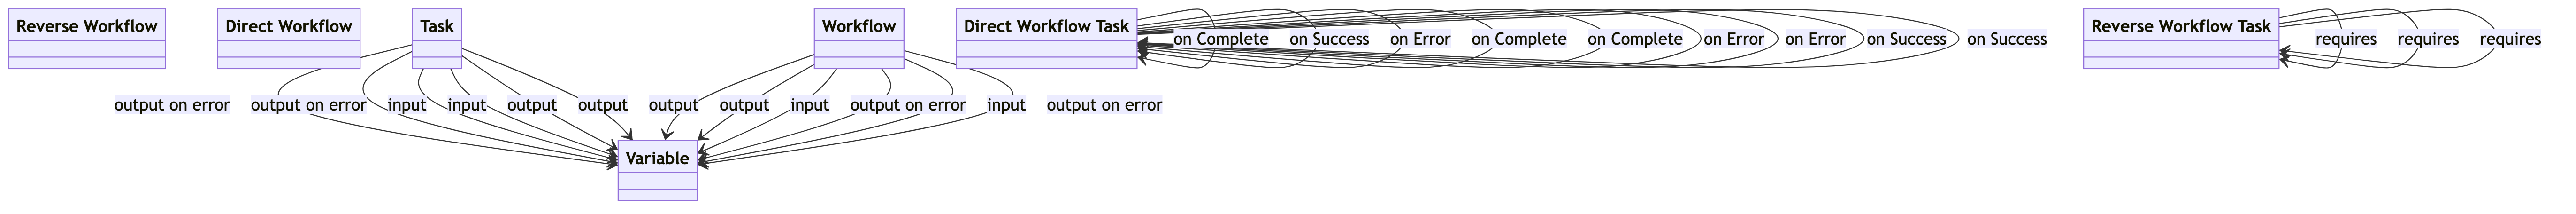 Reverse Workflow
Direct Workflow
Task
Workflow
Direct Workflow Task
Reverse Workflow Task
on Complete
on Success
on Error
on Complete
on Complete
on Error
on Error
on Success
on Success
requires
requires
requires
output on error
output on error
input
input
output
output
output
output
input
output on error
input
output on error
Variable